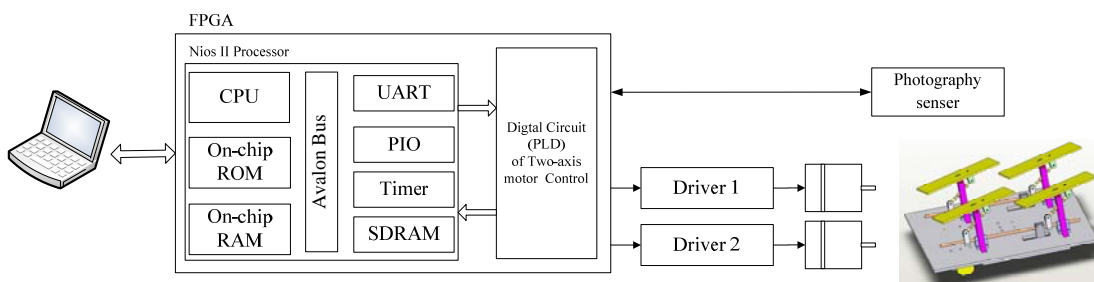 FPGA
Nios II Processor
CPU
On-chip
ROM
On-chip
RAM
Avalon Bus
UART
PIO
Timer
SDRAM
Digtal Circuit
(PLD)
of Two-axis
motor Control
Photography
senser
Driver 1
Driver 2